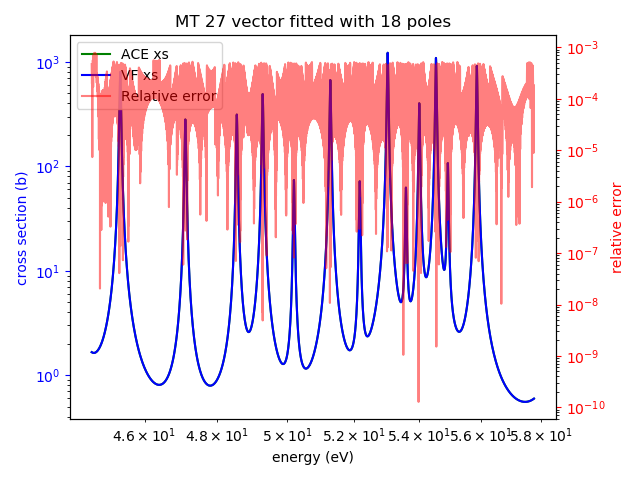 MT 27 vector fitted with 18 poles
ACE xs
VF xs
Relative error
cross section (b)
10³
10²
10¹
10⁰
10⁻³
10⁻⁴
10⁻⁵
10⁻⁶
10⁻⁷
10⁻⁸
10⁻⁹
10⁻¹⁰
relative error
4.6 × 10¹ 4.8 × 10¹ 5 × 10¹ 5.2 × 10¹ 5.4 × 10¹ 5.6 × 10¹ 5.8 × 10¹
energy (eV)